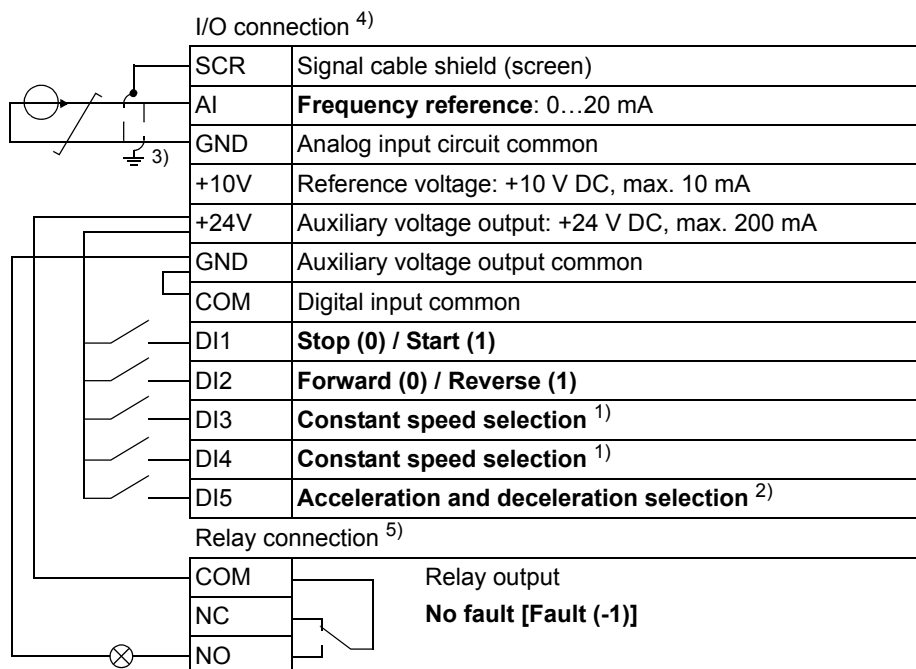 I/O connection 4)
SCR Signal cable shield (screen)
AI Frequency reference: 0…20 mA
GND Analog input circuit common
3)
+10V Reference voltage: +10 V DC, max. 10 mA
+24V Auxiliary voltage output: +24 V DC, max. 200 mA
GND Auxiliary voltage output common
COM Digital input common
DI1 Stop (0) / Start (1)
DI2 Forward (0) / Reverse (1)
DI3 Constant speed selection 1)
DI4 Constant speed selection 1)
DI5 Acceleration and deceleration selection 2)
Relay connection 5)
COM Relay output
NC No fault [Fault (-1)]
NO